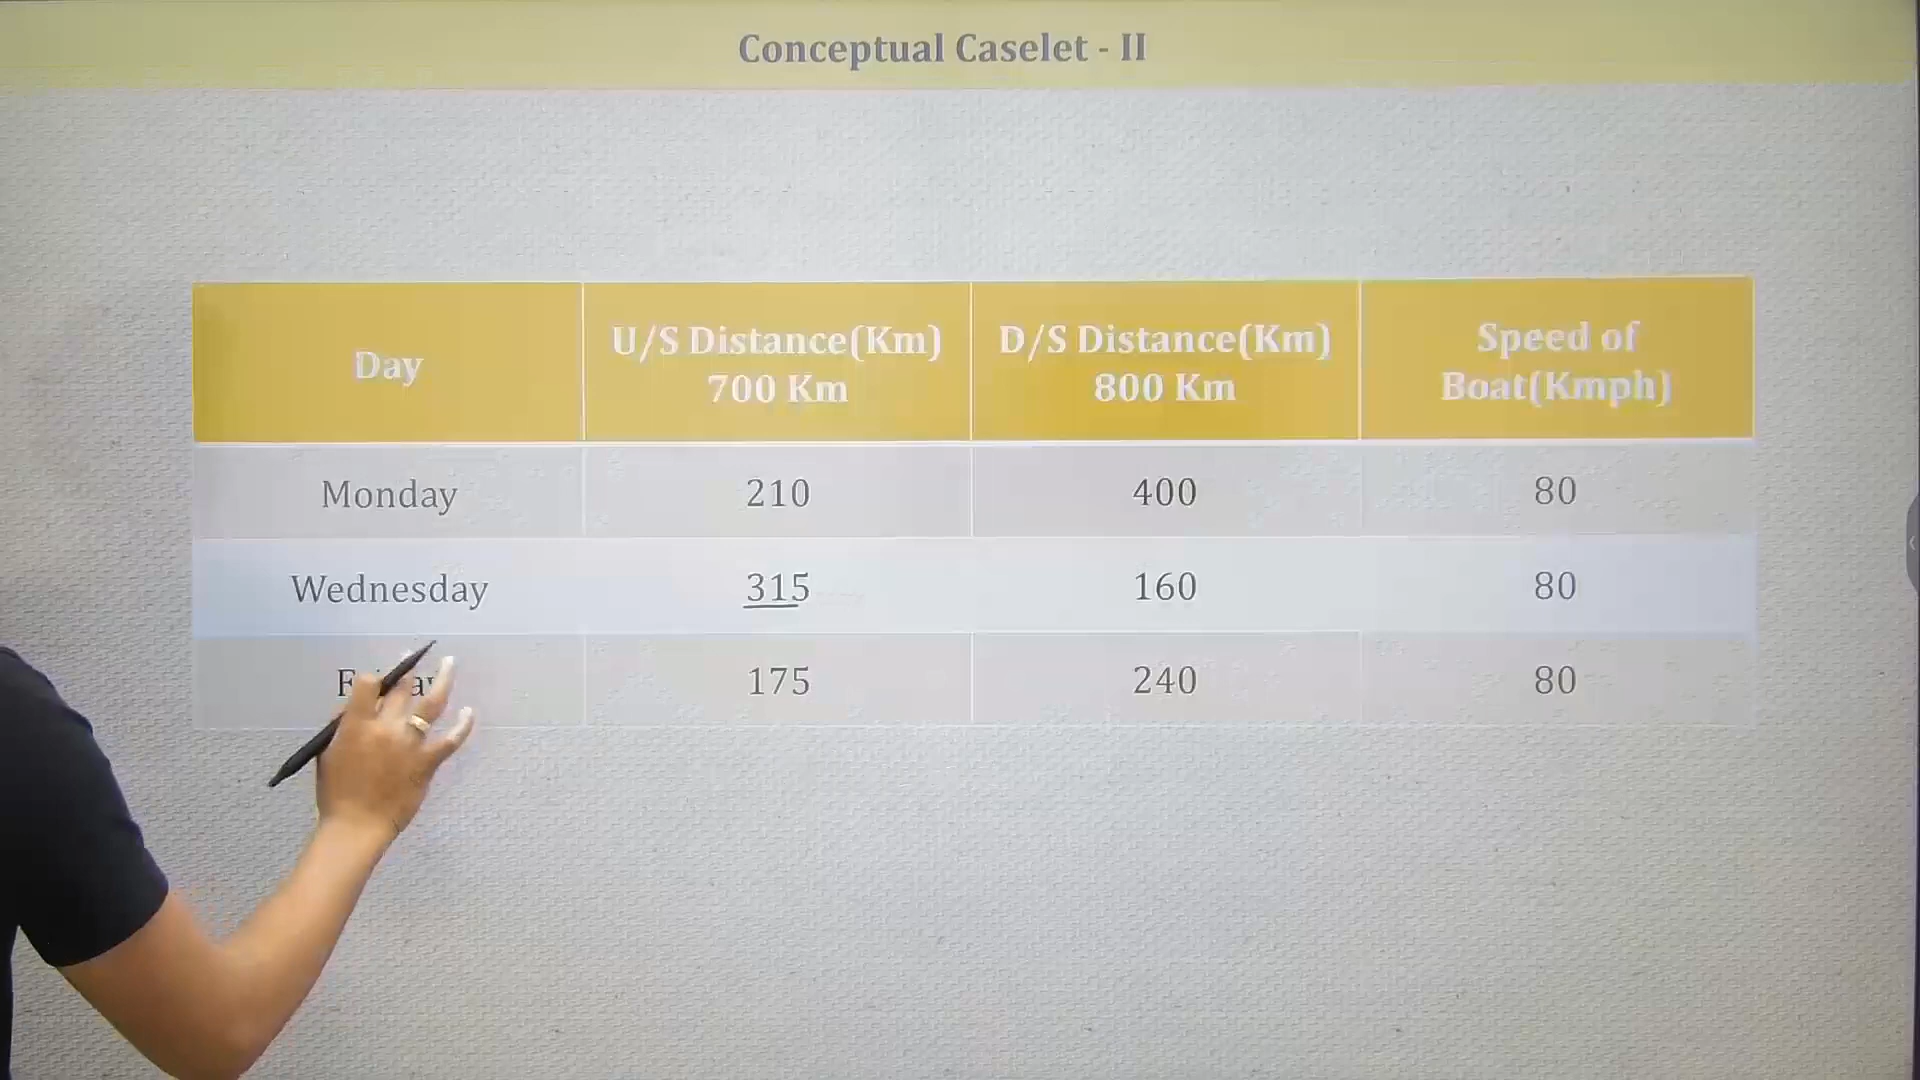 Conceptual Caselet - II
Day
U/S Distance(Km)
700 Km
D/S Distance(Km)
800 Km
Speed of
Boat(Kmph)
Monday 210 400 80
Wednesday 315 160 80
175 240 80